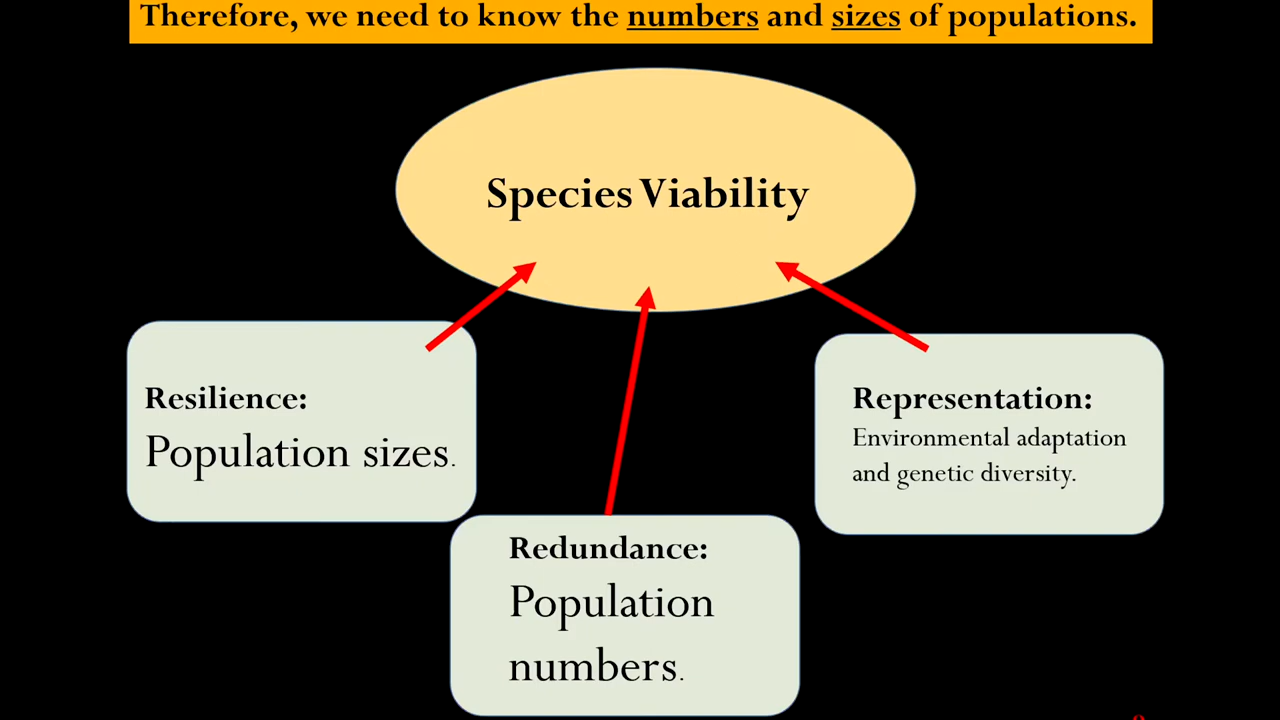 Therefore, we need to know the numbers and sizes of populations.
Species Viability
Resilience:
Population sizes.
Representation:
Environmental adaptation
and genetic diversity.
Redundance:
Population
numbers.